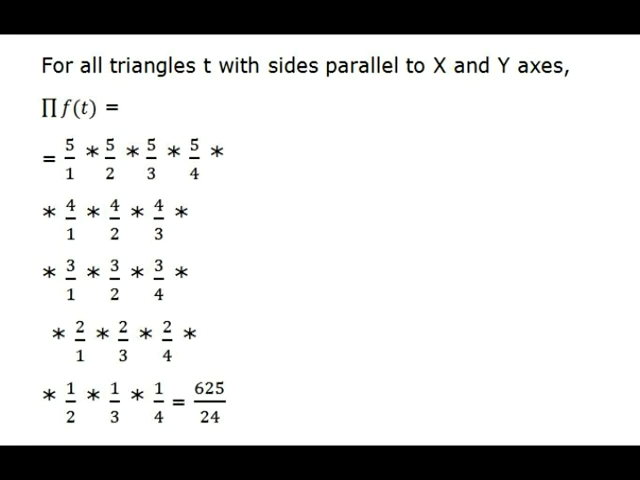 For all triangles t with sides parallel to X and Y axes,
∏ f(t) =
= 5/1 * 5/2 * 5/3 * 5/4 *
* 4/1 * 4/2 * 4/3 *
* 3/1 * 3/2 * 3/4 *
* 2/1 * 2/3 * 2/4 *
* 1/2 * 1/3 * 1/4 = 625/24